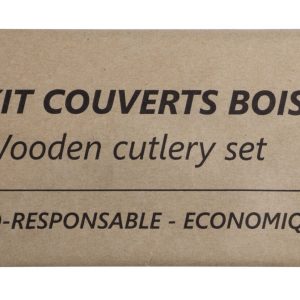 KIT COUVERTS BOIS
Wooden cutlery set
O-RESPONSABLE - ECONOMIQ